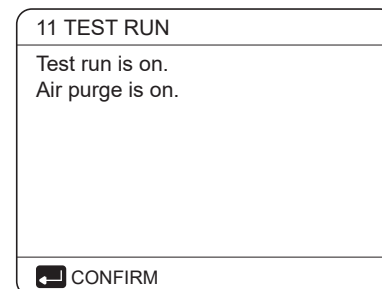 11 TEST RUN
Test run is on.
Air purge is on.
CONFIRM